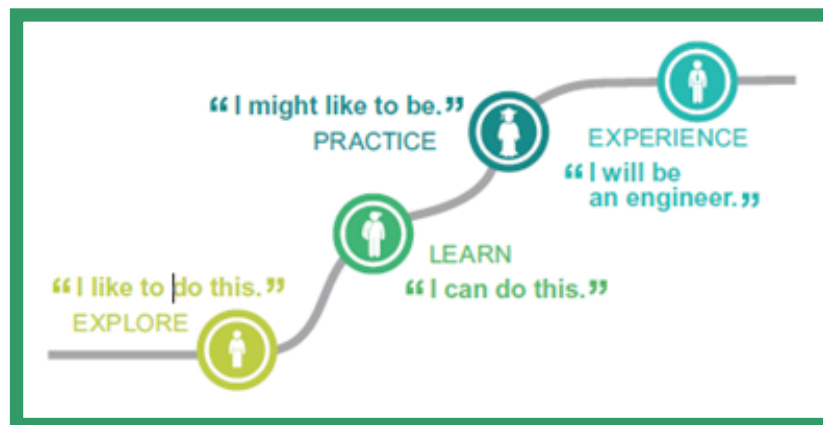 “I might like to be.”
PRACTICE
EXPERIENCE
“I will be
an engineer.”
LEARN
“I can do this.”
“I like to do this.”
EXPLORE